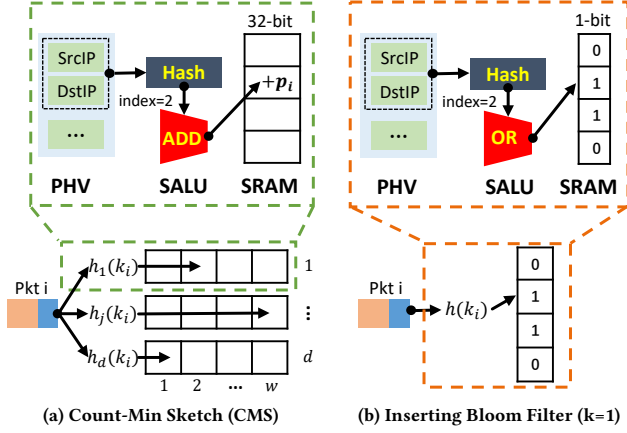 32-bit
SrcIP
DstIP
...
Hash
index=2
ADD
+p_i
PHV
SALU
SRAM
1-bit
SrcIP
DstIP
...
Hash
index=2
OR
0
1
1
0
PHV
SALU
SRAM
Pkt i
h_1(k_i)
1
h_j(k_i)
⋮
h_d(k_i)
d
1 2 ... w
Pkt i
h(k_i)
0
1
1
0
(a) Count-Min Sketch (CMS)
(b) Inserting Bloom Filter (k=1)